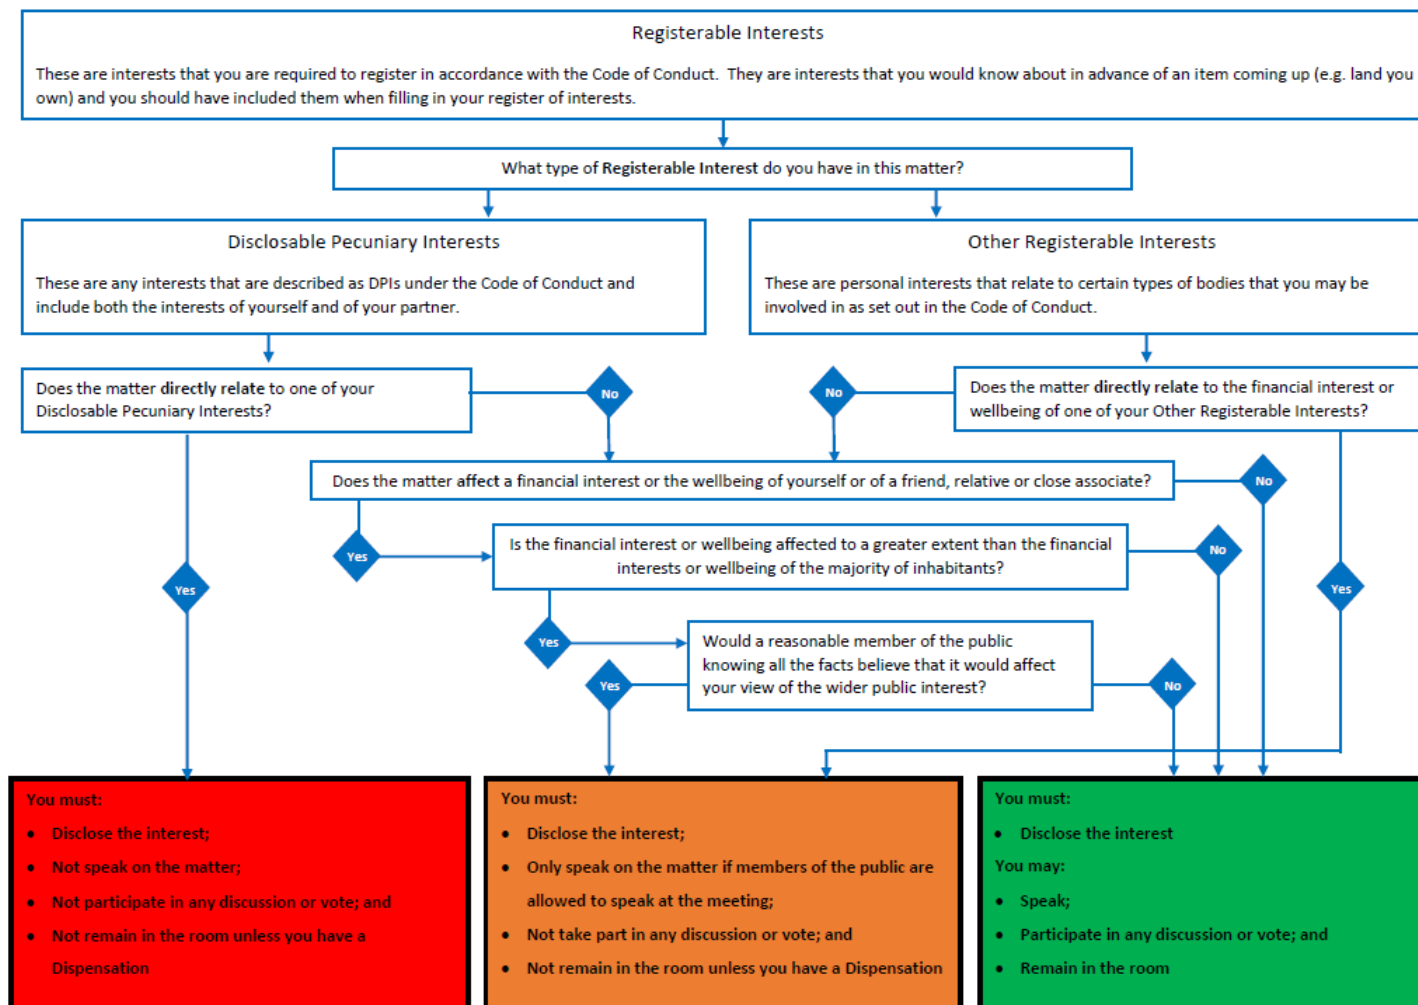 Registerable Interests
These are interests that you are required to register in accordance with the Code of Conduct.  They are interests that you would know about in advance of an item coming up (e.g. land you
own) and you should have included them when filling in your register of interests.
What type of Registerable Interest do you have in this matter?
Disclosable Pecuniary Interests
These are any interests that are described as DPIs under the Code of Conduct and
include both the interests of yourself and of your partner.
Other Registerable Interests
These are personal interests that relate to certain types of bodies that you may be
involved in as set out in the Code of Conduct.
Does the matter directly relate to one of your
Disclosable Pecuniary Interests?
No
No
Does the matter directly relate to the financial interest or
wellbeing of one of your Other Registerable Interests?
Does the matter affect a financial interest or the wellbeing of yourself or of a friend, relative or close associate?
No
Yes
Is the financial interest or wellbeing affected to a greater extent than the financial
interests or wellbeing of the majority of inhabitants?
No
Yes
Yes
Yes
Would a reasonable member of the public
knowing all the facts believe that it would affect
your view of the wider public interest?
Yes
No
You must:
• Disclose the interest;
• Not speak on the matter;
• Not participate in any discussion or vote; and
• Not remain in the room unless you have a
Dispensation
You must:
• Disclose the interest;
• Only speak on the matter if members of the public are
allowed to speak at the meeting;
• Not take part in any discussion or vote; and
• Not remain in the room unless you have a Dispensation
You must:
• Disclose the interest
You may:
• Speak;
• Participate in any discussion or vote; and
• Remain in the room